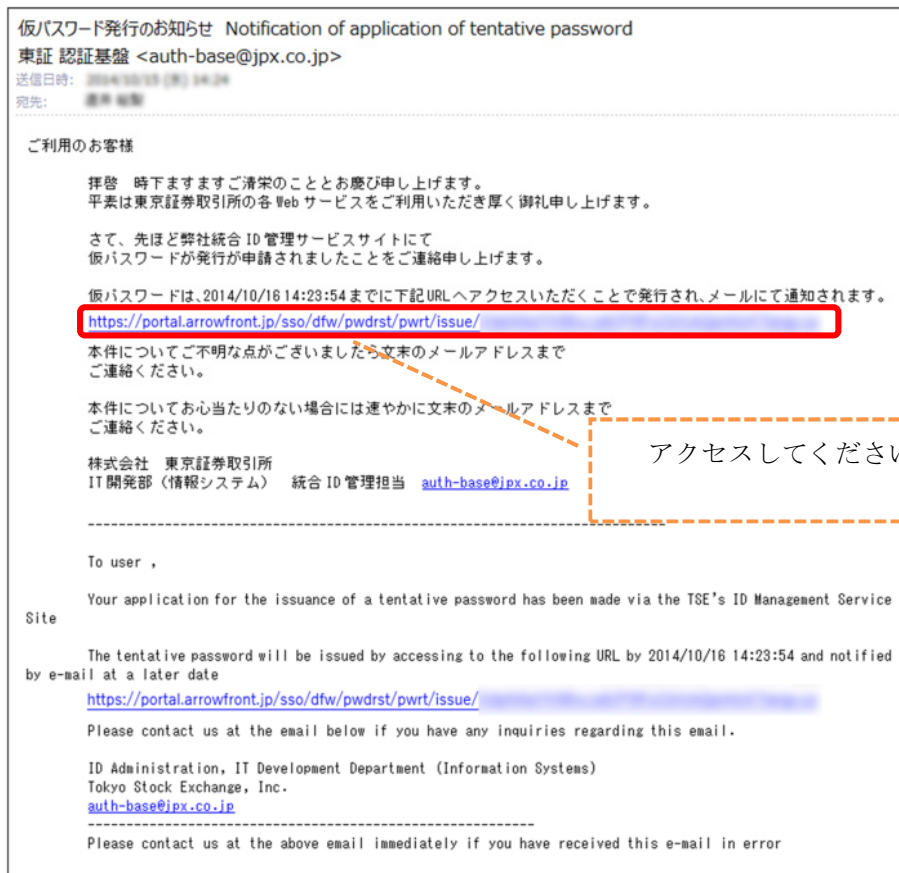 仮パスワード発行のお知らせ Notification of application of tentative password
東証 認証基盤 <auth-base@jpx.co.jp>
送信日時:
宛先:
ご利用のお客様
拝啓　時下ますますご清栄のこととお慶び申し上げます。
平素は東京証券取引所の各 Web サービスをご利用いただき厚く御礼申し上げます。
さて、先ほど弊社統合 ID 管理サービスサイトにて
仮パスワードが発行が申請されましたことをご連絡申し上げます。
仮パスワードは、2014/10/16 14:23:54 までに下記 URL へアクセスいただくことで発行され、メールにて通知されます。
https://portal.arrowfront.jp/sso/dfw/pwdrst/pwrt/issue/
本件についてご不明な点がございましたら文末のメールアドレスまで
ご連絡ください。
本件についてお心当たりのない場合には速やかに文末のメールアドレスまで
ご連絡ください。
アクセスしてください
株式会社　東京証券取引所
IT 開発部（情報システム）　統合 ID 管理担当　auth-base@jpx.co.jp
To user ,
Your application for the issuance of a tentative password has been made via the TSE's ID Management Service
Site
The tentative password will be issued by accessing to the following URL by 2014/10/16 14:23:54 and notified
by e-mail at a later date
https://portal.arrowfront.jp/sso/dfw/pwdrst/pwrt/issue/
Please contact us at the email below if you have any inquiries regarding this email.
ID Administration, IT Development Department (Information Systems)
Tokyo Stock Exchange, Inc.
auth-base@jpx.co.jp
Please contact us at the above email immediately if you have received this e-mail in error